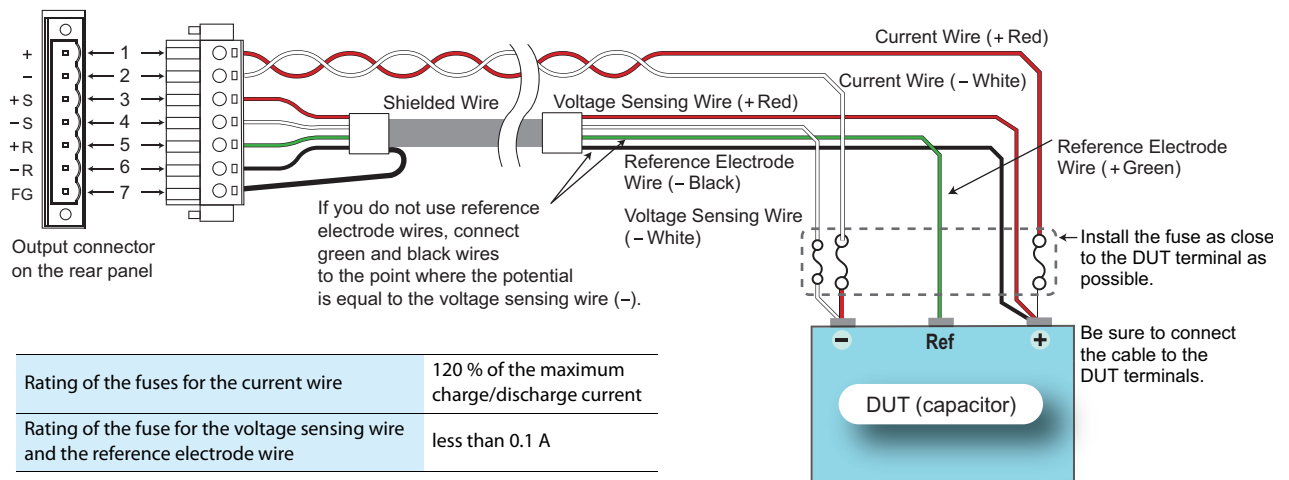 + 1
– 2
+S 3
–S 4
+R 5
–R 6
FG 7
Output connector
on the rear panel
Shielded Wire
Current Wire (+ Red)
Current Wire (– White)
Voltage Sensing Wire (+ Red)
Reference Electrode
Wire (– Black)
Reference Electrode
Wire (+ Green)
Voltage Sensing Wire
(– White)
If you do not use reference
electrode wires, connect
green and black wires
to the point where the potential
is equal to the voltage sensing wire (–).
Install the fuse as close
to the DUT terminal as
possible.
Be sure to connect
the cable to the
DUT terminals.
– Ref +
DUT (capacitor)
Rating of the fuses for the current wire
120 % of the maximum
charge/discharge current
Rating of the fuse for the voltage sensing wire
and the reference electrode wire
less than 0.1 A